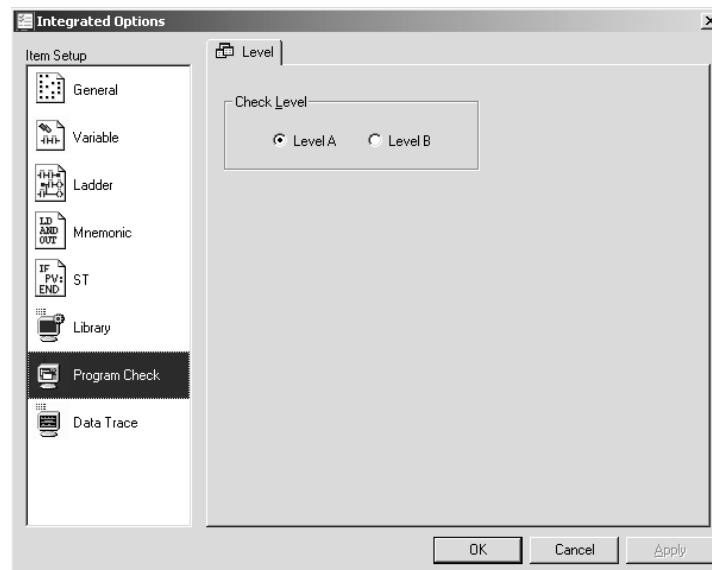 Integrated Options
Item Setup
General
Variable
Ladder
LD
AND
OUT
Mnemonic
IF
PV:
END
ST
Library
Program Check
Data Trace
Level
Check Level
Level A
Level B
OK
Cancel
Apply